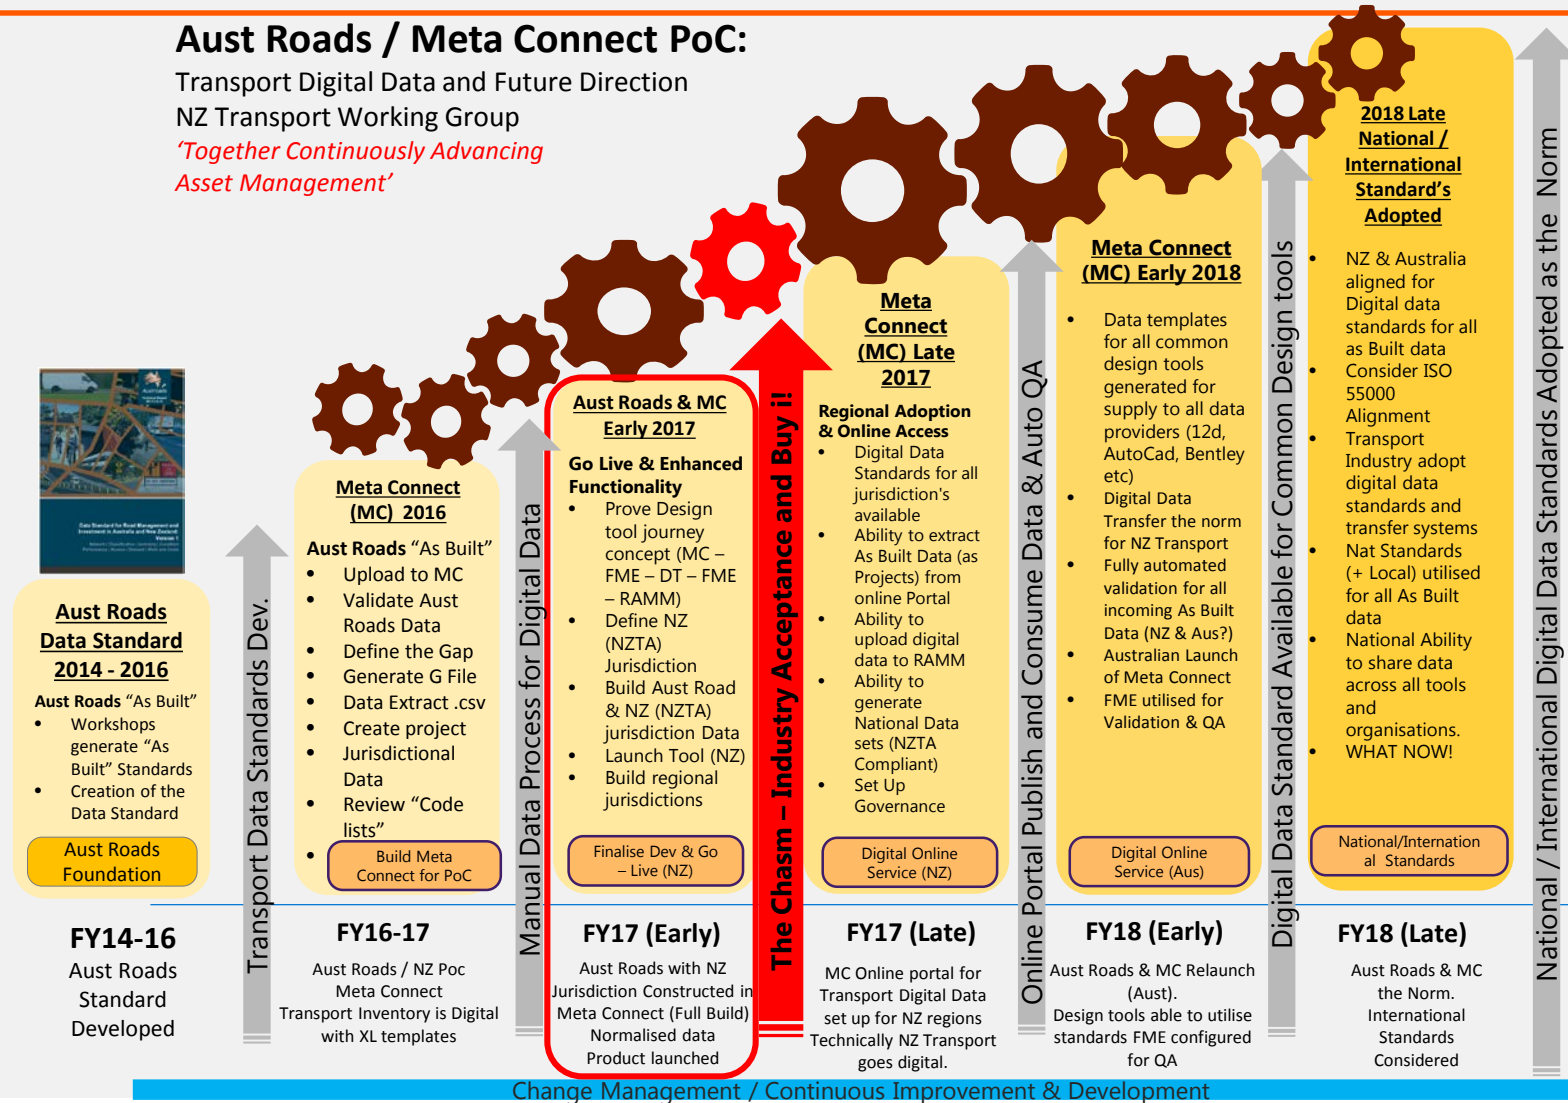 Aust Roads / Meta Connect PoC:
Transport Digital Data and Future Direction
NZ Transport Working Group
‘Together Continuously Advancing
Asset Management’
Data Standard for Road Management and
Investment in Australia and New Zealand:
Version 1
Aust Roads
Data Standard
2014 - 2016
Aust Roads “As Built”
• Workshops
generate “As
Built” Standards
• Creation of the
Data Standard
Aust Roads
Foundation
FY14-16
Aust Roads
Standard
Developed
Transport Data Standards Dev.
Meta Connect
(MC) 2016
Aust Roads “As Built”
• Upload to MC
• Validate Aust
Roads Data
• Define the Gap
• Generate G File
• Data Extract .csv
• Create project
• Jurisdictional
Data
• Review “Code
lists”
•
Build Meta
Connect for PoC
FY16-17
Aust Roads / NZ Poc
Meta Connect
Transport Inventory is Digital
with XL templates
Manual Data Process for Digital Data
Aust Roads & MC
Early 2017
Go Live & Enhanced
Functionality
• Prove Design
tool journey
concept (MC –
FME – DT – FME
– RAMM)
• Define NZ
(NZTA)
Jurisdiction
• Build Aust Road
& NZ (NZTA)
jurisdiction Data
• Launch Tool (NZ)
• Build regional
jurisdictions
Finalise Dev & Go
– Live (NZ)
FY17 (Early)
Aust Roads with NZ
Jurisdiction Constructed in
Meta Connect (Full Build)
Normalised data
Product launched
The Chasm – Industry Acceptance and Buy i!
Meta
Connect
(MC) Late
2017
Regional Adoption
& Online Access
• Digital Data
Standards for all
jurisdiction's
available
• Ability to extract
As Built Data (as
Projects) from
online Portal
• Ability to
upload digital
data to RAMM
• Ability to
generate
National Data
sets (NZTA
Compliant)
• Set Up
Governance
Digital Online
Service (NZ)
FY17 (Late)
MC Online portal for
Transport Digital Data
set up for NZ regions
Technically NZ Transport
goes digital.
Online Portal Publish and Consume Data & Auto QA
Meta Connect
(MC) Early 2018
• Data templates
for all common
design tools
generated for
supply to all data
providers (12d,
AutoCad, Bentley
etc)
• Digital Data
Transfer the norm
for NZ Transport
• Fully automated
validation for all
incoming As Built
Data (NZ & Aus?)
• Australian Launch
of Meta Connect
• FME utilised for
Validation & QA
Digital Online
Service (Aus)
FY18 (Early)
Aust Roads & MC Relaunch
(Aust).
Design tools able to utilise
standards FME configured
for QA
Digital Data Standard Available for Common Design tools
2018 Late
National /
International
Standard’s
Adopted
• NZ & Australia
aligned for
Digital data
standards for all
as Built data
• Consider ISO
55000
Alignment
• Transport
Industry adopt
digital data
standards and
transfer systems
• Nat Standards
(+ Local) utilised
for all As Built
data
• National Ability
to share data
across all tools
and
organisations.
• WHAT NOW!
National/Internation
al Standards
FY18 (Late)
Aust Roads & MC
the Norm.
International
Standards
Considered
National / International Digital Data Standards Adopted as the Norm
Change Management / Continuous Improvement & Development